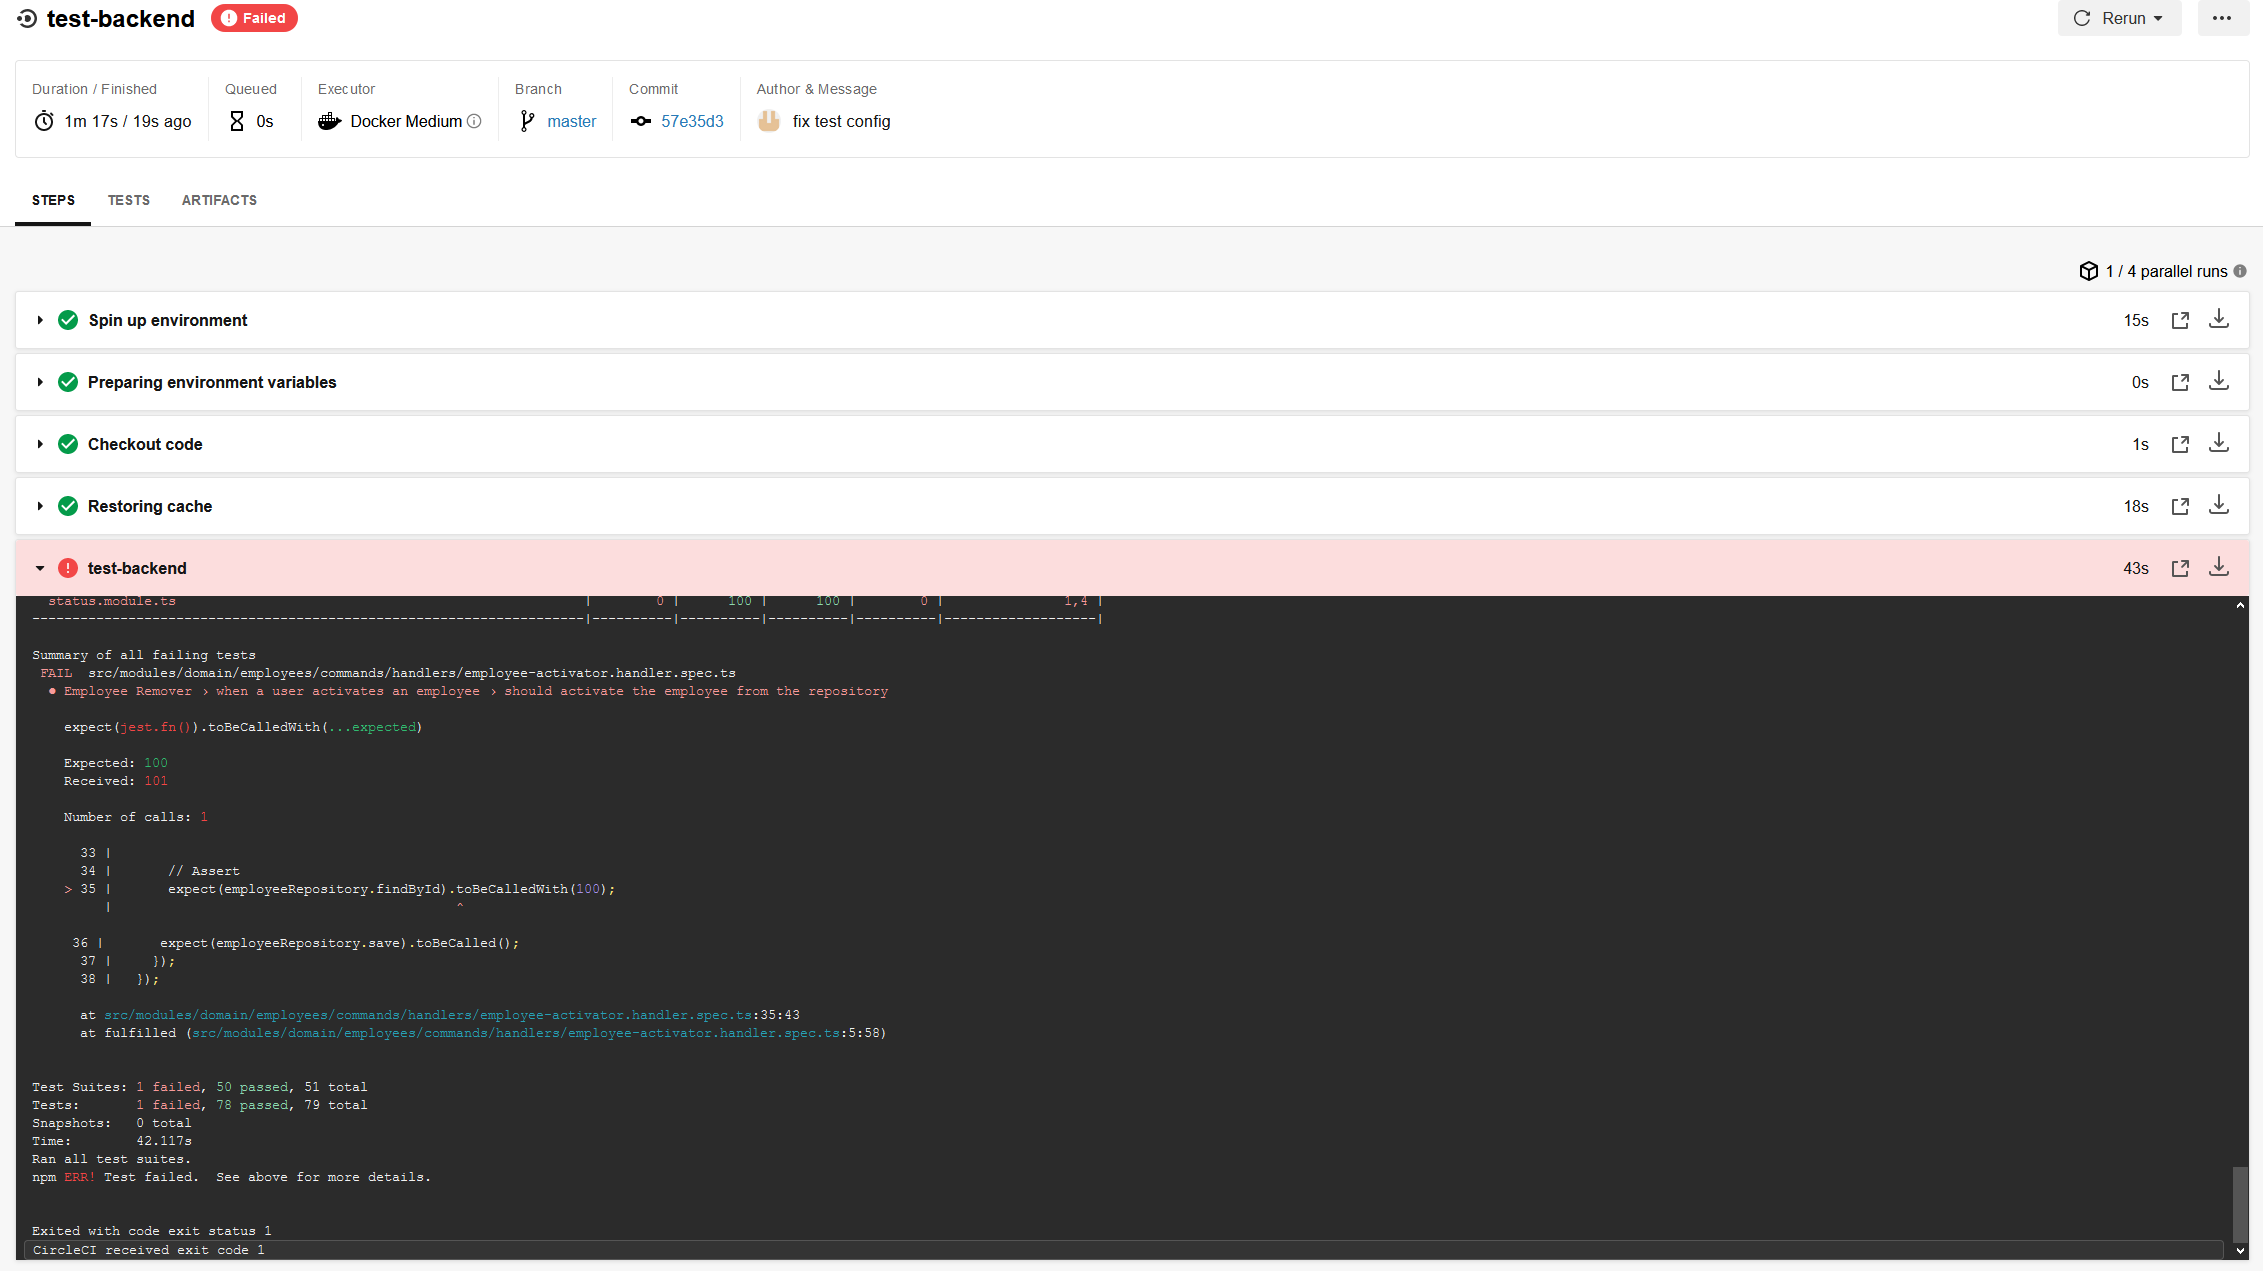 test-backend
Failed
Rerun
Duration / Finished
Queued
Executor
Branch
Commit
Author & Message
1m 17s / 19s ago
0s
Docker Medium
master
57e35d3
fix test config
STEPS
TESTS
ARTIFACTS
1 / 4 parallel runs
Spin up environment
15s
Preparing environment variables
0s
Checkout code
1s
Restoring cache
18s
test-backend
43s
status.module.ts | 0 | 100 | 100 | 0 | 1,4 |
---------------------------------------------------------------------|----------|----------|----------|----------|-------------------|
Summary of all failing tests
FAIL  src/modules/domain/employees/commands/handlers/employee-activator.handler.spec.ts
● Employee Remover › when a user activates an employee › should activate the employee from the repository
expect(jest.fn()).toBeCalledWith(...expected)
Expected: 100
Received: 101
Number of calls: 1
33 |
34 |       // Assert
> 35 |       expect(employeeRepository.findById).toBeCalledWith(100);
|                                           ^
36 |       expect(employeeRepository.save).toBeCalled();
37 |     });
38 |   });
at src/modules/domain/employees/commands/handlers/employee-activator.handler.spec.ts:35:43
at fulfilled (src/modules/domain/employees/commands/handlers/employee-activator.handler.spec.ts:5:58)
Test Suites: 1 failed, 50 passed, 51 total
Tests:       1 failed, 78 passed, 79 total
Snapshots:   0 total
Time:        42.117s
Ran all test suites.
npm ERR! Test failed.  See above for more details.
Exited with code exit status 1
CircleCI received exit code 1